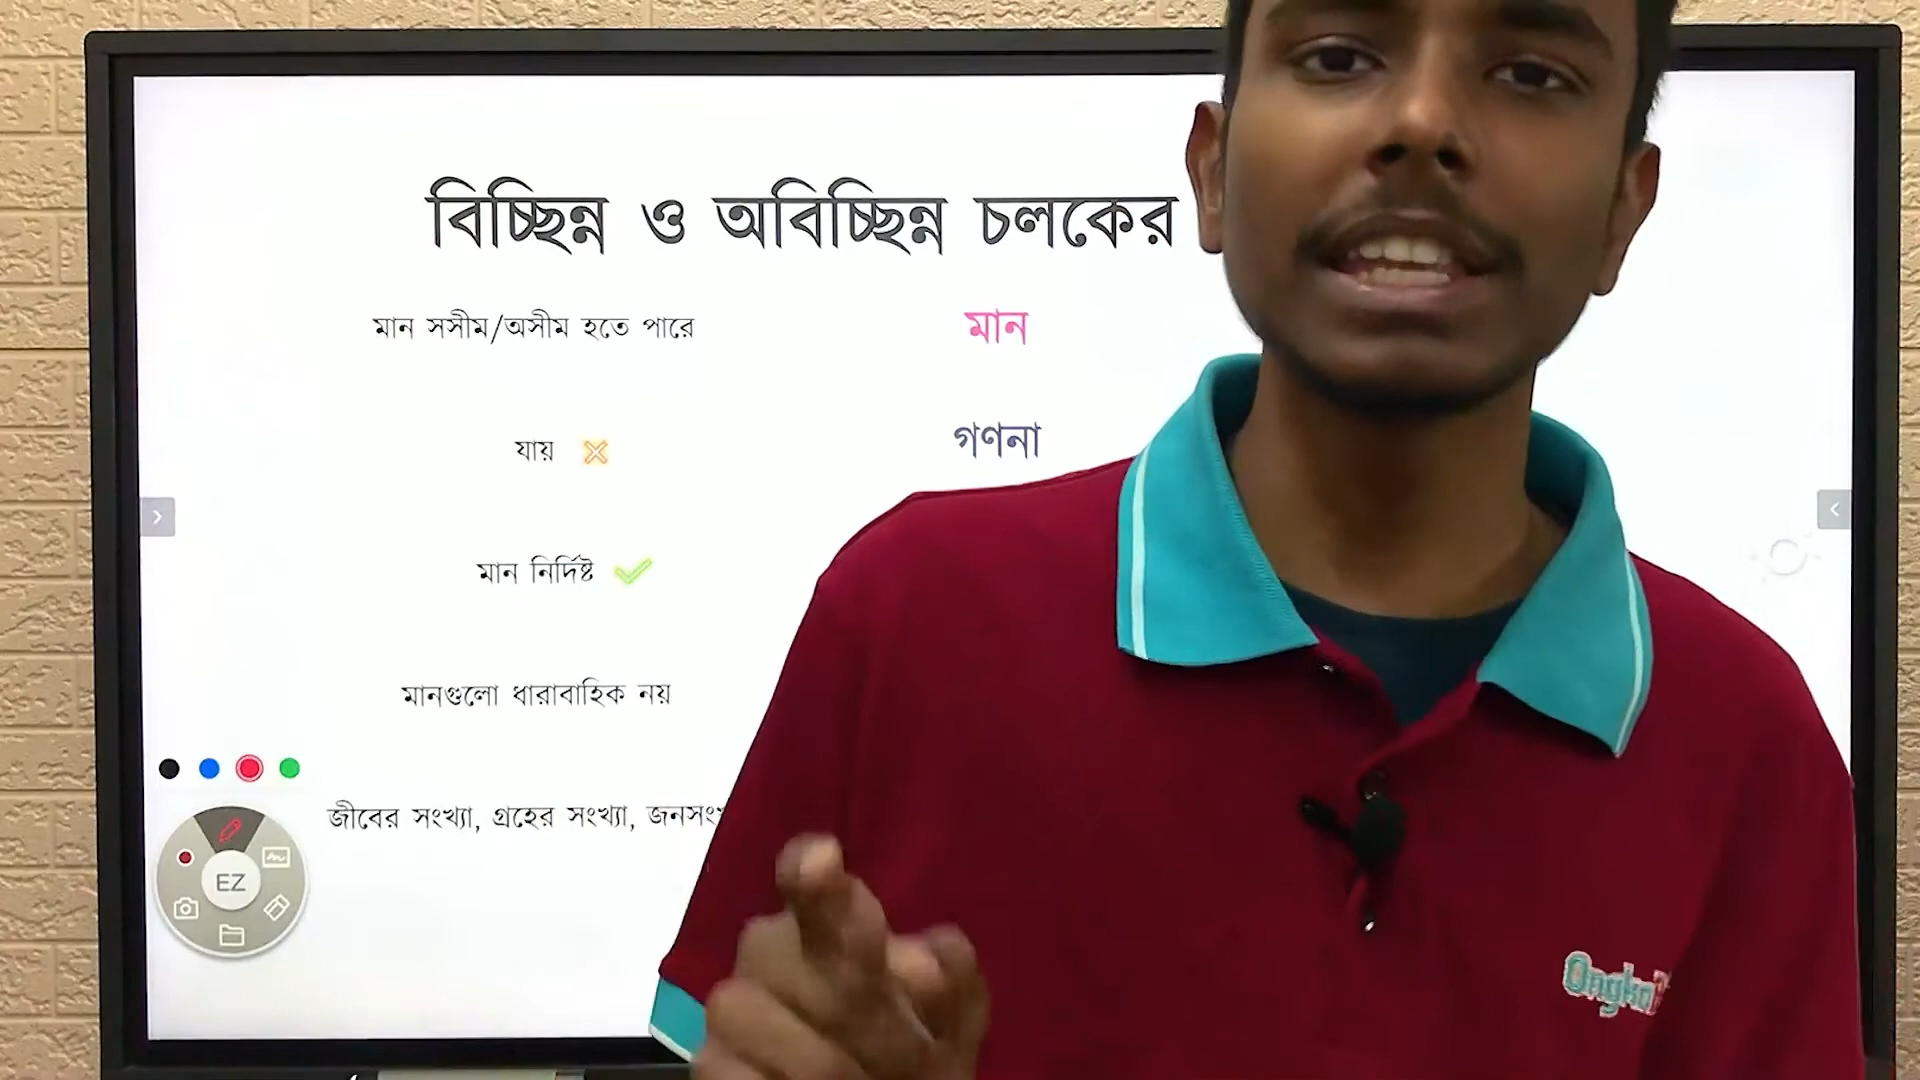 বিচ্ছিন্ন ও অবিচ্ছিন্ন চলকের
মান সসীম/অসীম হতে পারে মান
যায় গণনা
মান নির্দিষ্ট
মানগুলো ধারাবাহিক নয়
জীবের সংখ্যা, গ্রহের সংখ্যা,
EZ